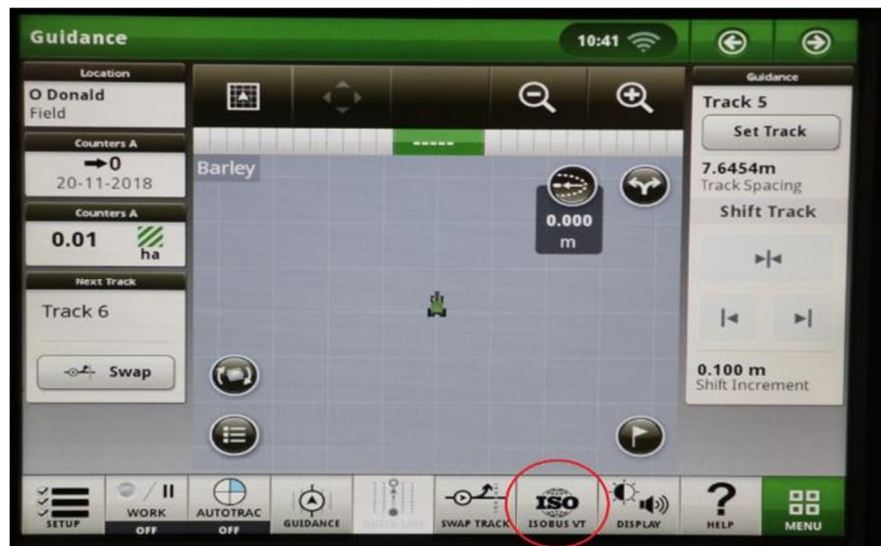 Guidance
10:41
Location
O Donald
Field
Counters A
0
20-11-2018
Counters A
0.01
ha
Next Track
Track 6
Swap
Barley
-----
0.000
m
Guidance
Track 5
Set Track
7.6454m
Track Spacing
Shift Track
0.100 m
Shift Increment
SETUP
WORK
OFF
AUTOTRAC
OFF
GUIDANCE
QUICK LINE
SWAP TRACK
ISO
ISOBUS VT
DISPLAY
?
HELP
MENU